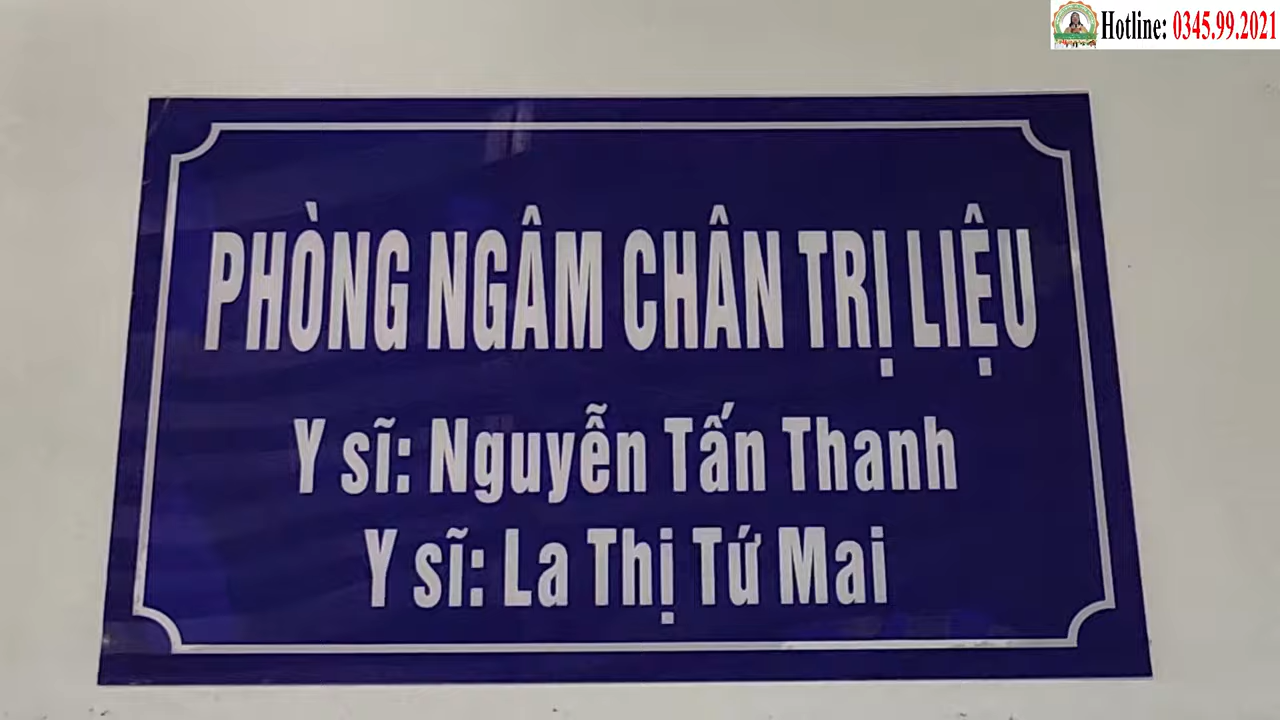 Hotline: 0345.99.2021
PHÒNG NGÂM CHÂN TRỊ LIỆU
Y sĩ: Nguyễn Tấn Thanh
Y sĩ: La Thị Tứ Mai